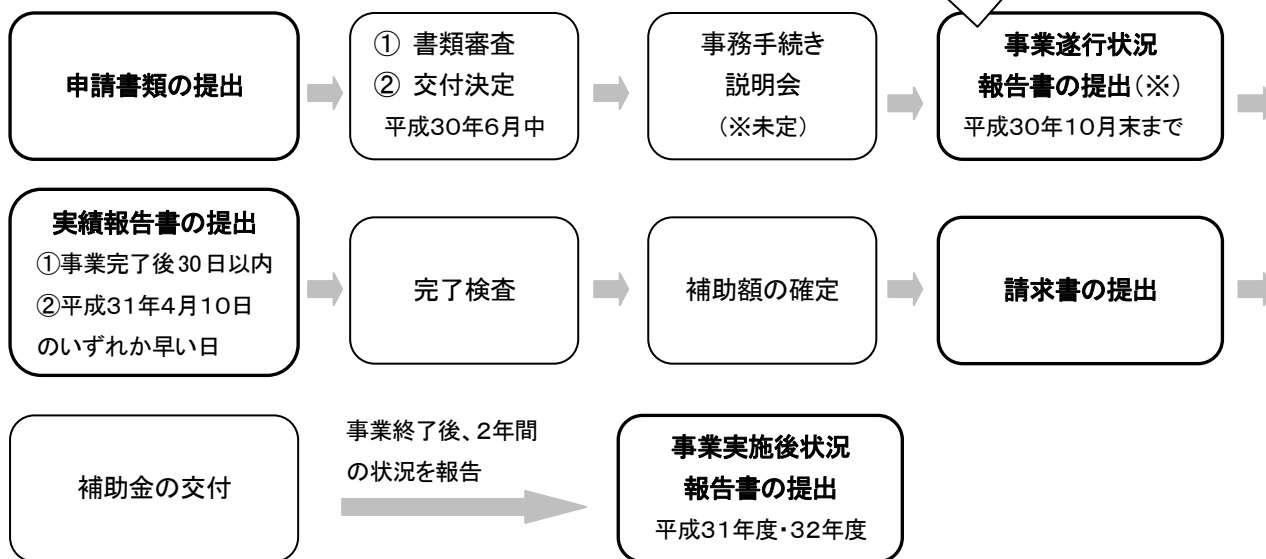 申請書類の提出
① 書類審査
② 交付決定
平成30年6月中
事務手続き
説明会
（※未定）
事業遂行状況
報告書の提出（※）
平成30年10月末まで
実績報告書の提出
①事業完了後30日以内
②平成31年4月10日
のいずれか早い日
完了検査
補助額の確定
請求書の提出
補助金の交付
事業終了後、2年間
の状況を報告
事業実施後状況
報告書の提出
平成31年度・32年度